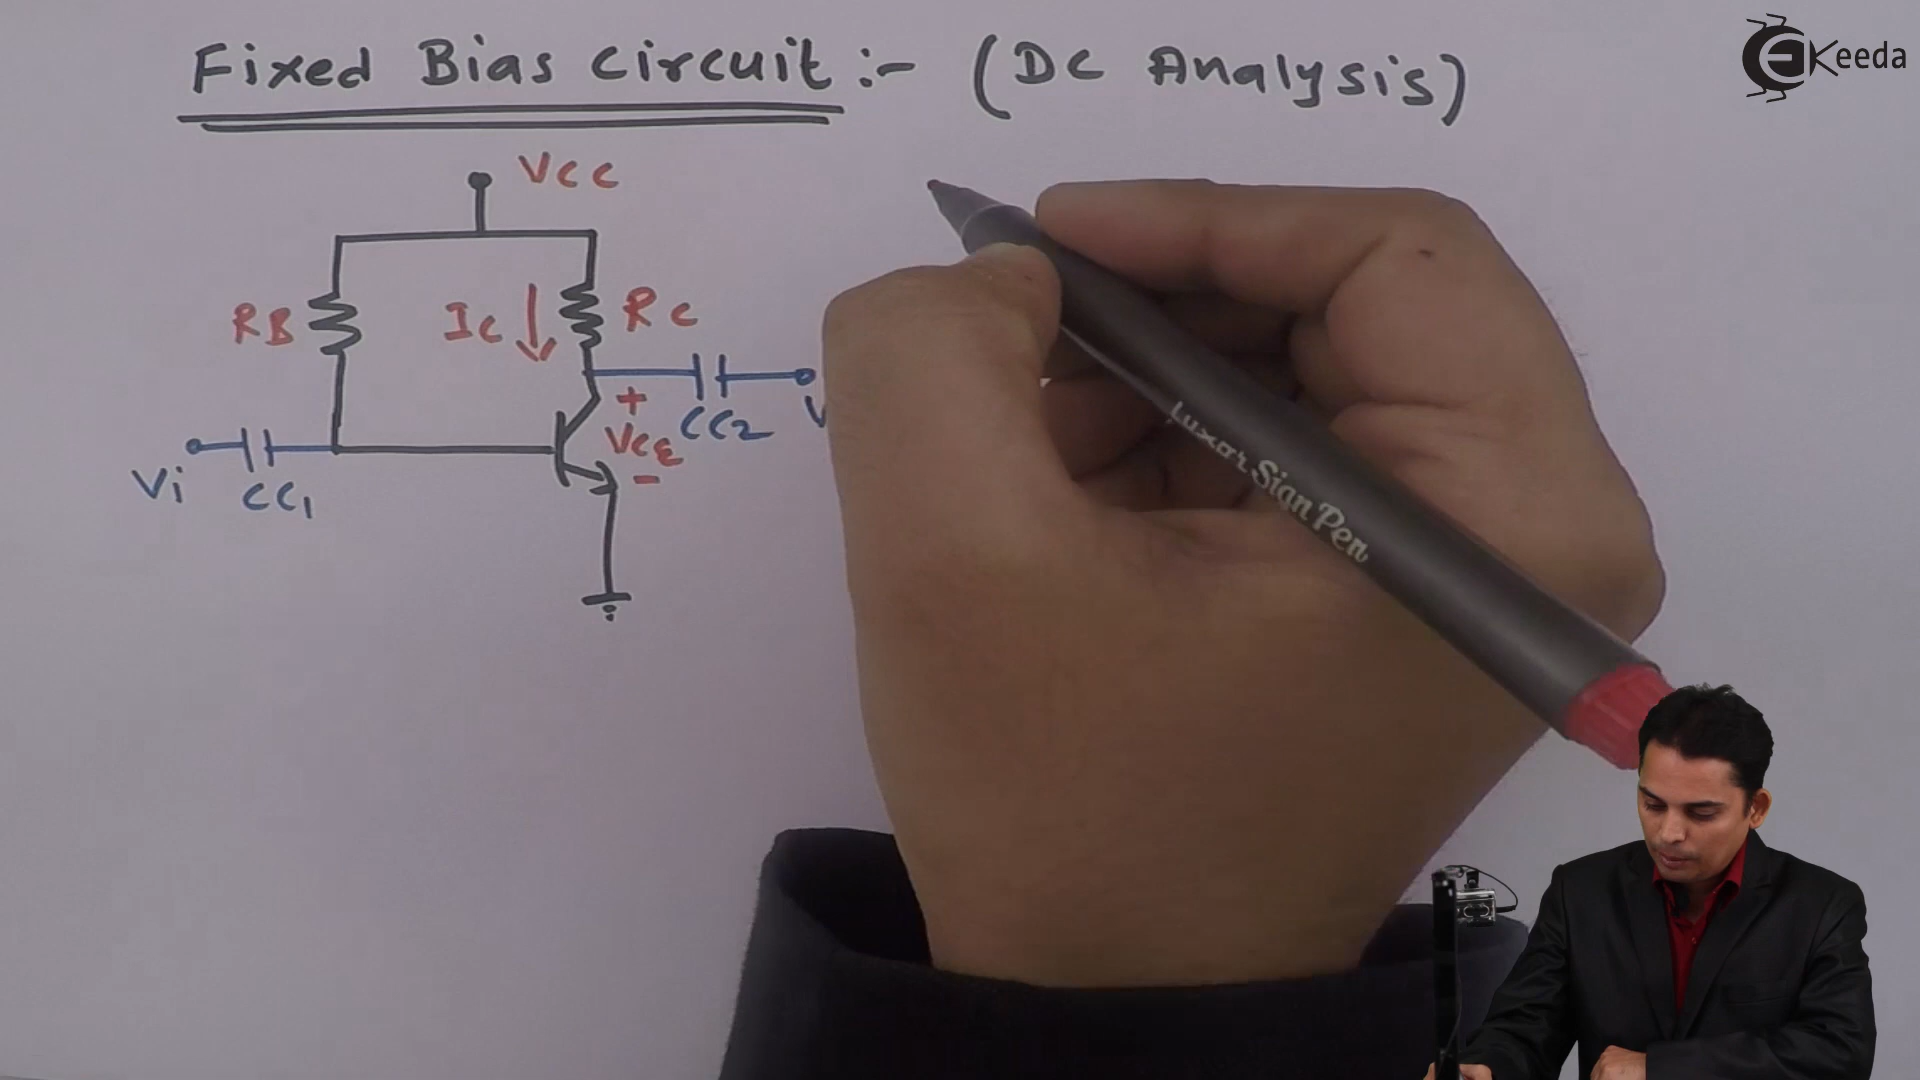 Fixed Bias Circuit :- (DC Analysis)
Keeda
VCC
RB
IC
RC
+
VCE
-
CC2
V
Vi
CC1
Luxor Sign Pen